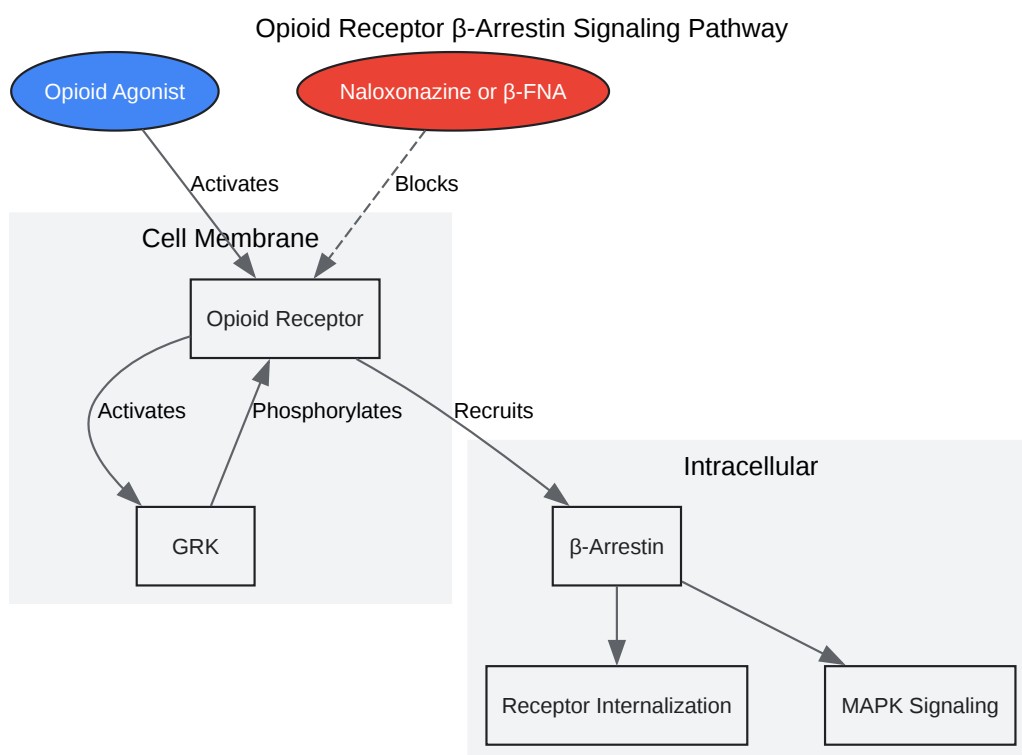 Opioid Receptor β-Arrestin Signaling Pathway
Opioid Agonist
Naloxonazine or β-FNA
Activates
Blocks
Cell Membrane
Opioid Receptor
Activates
Phosphorylates
Recruits
Intracellular
GRK
β-Arrestin
Receptor Internalization
MAPK Signaling